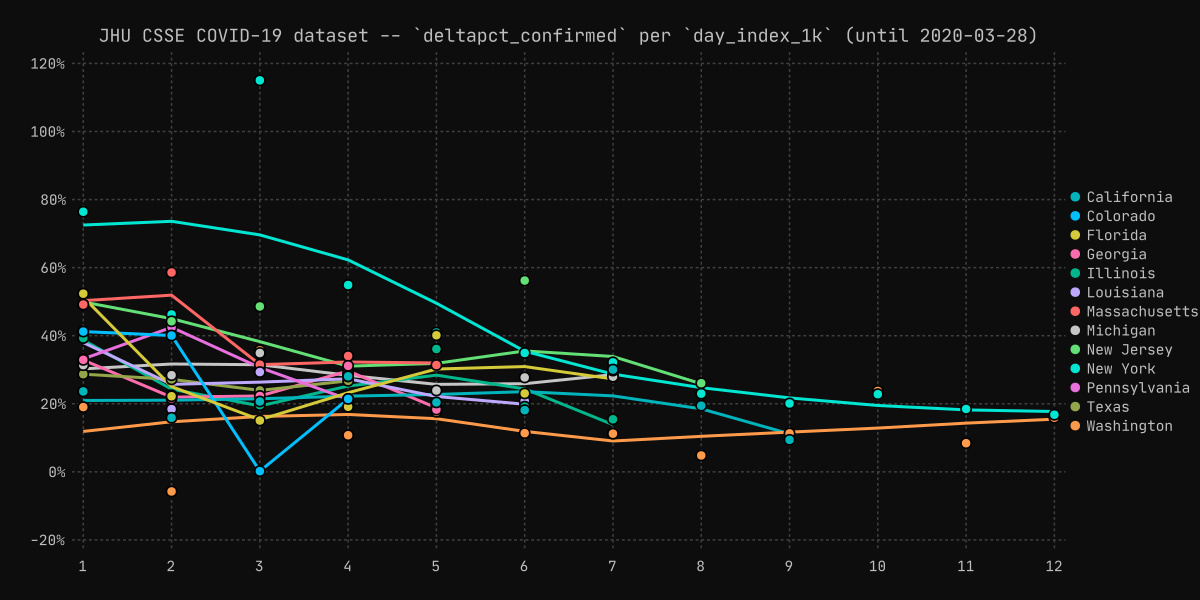 JHU CSSE COVID-19 dataset -- `deltapct_confirmed` per `day_index_1k` (until 2020-03-28)
120%
100%
80%
60%
40%
20%
0%
-20%
1 2 3 4 5 6 7 8 9 10 11 12
California
Colorado
Florida
Georgia
Illinois
Louisiana
Massachusetts
Michigan
New Jersey
New York
Pennsylvania
Texas
Washington